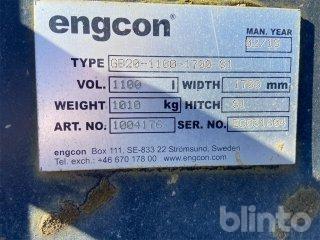 engcon®
MAN. YEAR
TYPE GB20-1100-1700-S1
VOL. 1100 l WIDTH 1700 mm
WEIGHT 1010 kg HITCH S1
ART. NO. 1004176 SER. NO.
engcon Box 111, SE-833 22 Strömsund, Sweden
Tel. exch.: +46 670 178 00 www.engcon.com
blinto